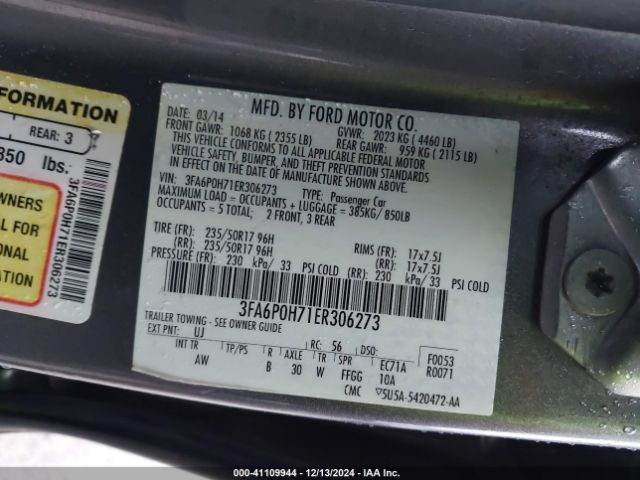 FORMATION
REAR: 3
850 lbs.
3FA6P0H71ER306273
OWNERS
AL FOR
ONAL
RMATION
MFD. BY FORD MOTOR CO.
DATE: 03/14 GVWR: 2023 KG ( 4460 LB)
FRONT GAWR: 1068 KG ( 2355 LB) REAR GAWR: 959 KG ( 2115 LB)
THIS VEHICLE CONFORMS TO ALL APPLICABLE FEDERAL MOTOR
VEHICLE SAFETY, BUMPER, AND THEFT PREVENTION STANDARDS
IN EFFECT ON THE DATE OF MANUFACTURE SHOWN ABOVE.
VIN: 3FA6P0H71ER306273 TYPE: Passenger Car
MAXIMUM LOAD = OCCUPANTS + LUGGAGE = 385KG/ 850LB
OCCUPANTS = 5 TOTAL; 2 FRONT, 3 REAR
TIRE (FR): 235/50R17 96H RIMS (FR): 17x7.5J
(RR): 235/50R17 96H (RR): 17x7.5J
PRESSURE (FR): 230 kPa/ 33 PSI COLD (RR): 230 kPa/ 33 PSI COLD
3FA6P0H71ER306273
TRAILER TOWING - SEE OWNER GUIDE
EXT PNT: UJ RC: 56 DSO: F0053
INT TR TP/PS R AXLE TR SPR EC71A R0071
AW B 30 W FFGG 10A
CMC ▽5U5A-5420472-AA
000-41109944 - 12/13/2024 - IAA Inc.